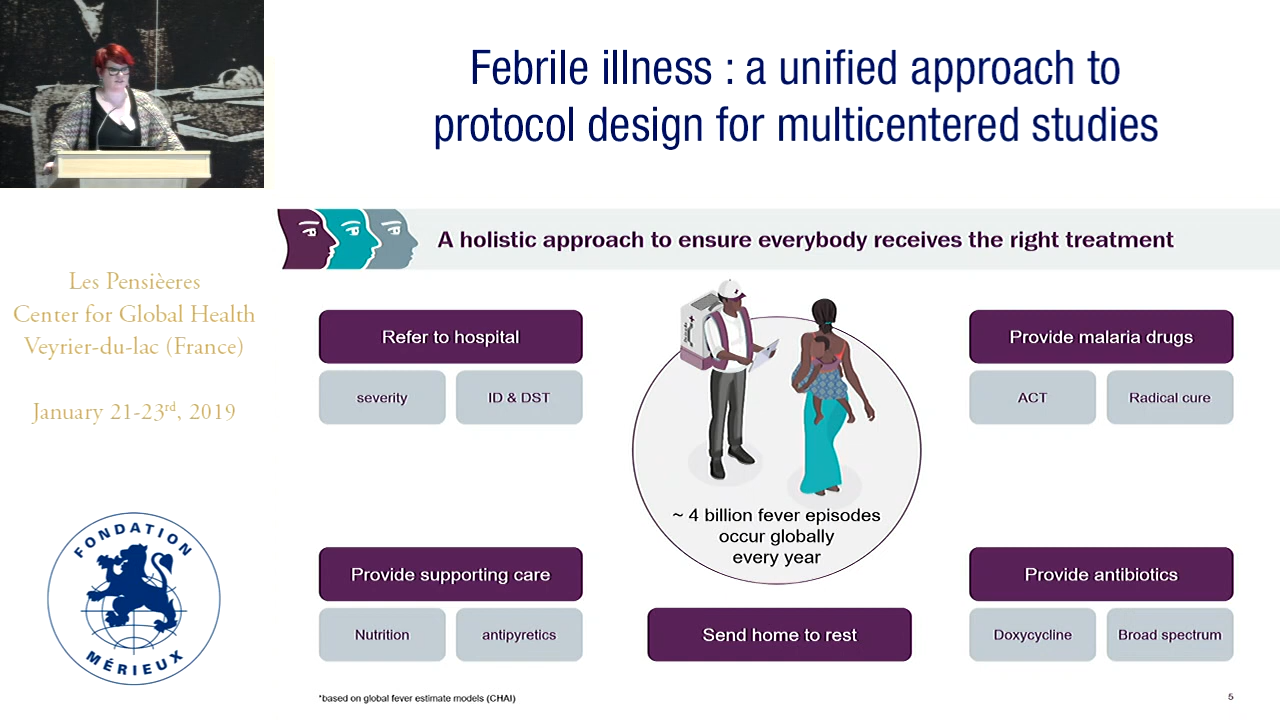 Febrile illness : a unified approach to
protocol design for multicentered studies
A holistic approach to ensure everybody receives the right treatment
Les Pensièeres
Center for Global Health
Veyrier-du-lac (France)
January 21-23rd, 2019
FONDATION
MÉRIEUX
Refer to hospital
severity
ID & DST
Provide malaria drugs
ACT
Radical cure
~ 4 billion fever episodes
occur globally
every year
Provide supporting care
Nutrition
antipyretics
Send home to rest
Provide antibiotics
Doxycycline
Broad spectrum
*based on global fever estimate models (CHAI)
5